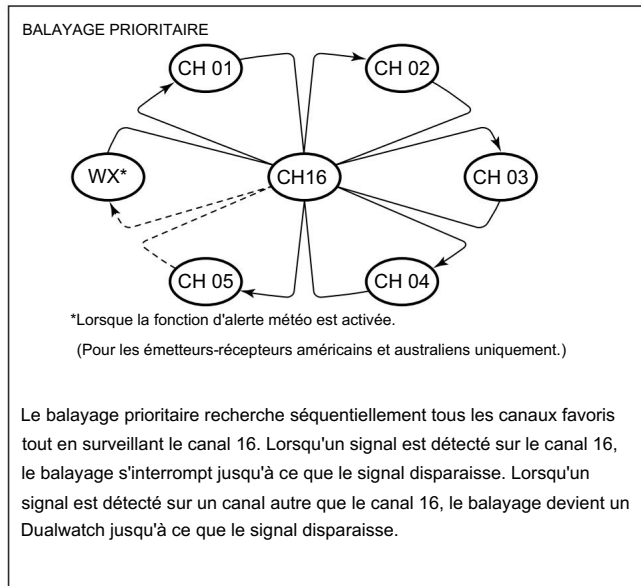 BALAYAGE PRIORITAIRE
CH 01
CH 02
WX*
CH16
CH 03
CH 05
CH 04
*Lorsque la fonction d'alerte météo est activée.
(Pour les émetteurs-récepteurs américains et australiens uniquement.)
Le balayage prioritaire recherche séquentiellement tous les canaux favoris
tout en surveillant le canal 16. Lorsqu'un signal est détecté sur le canal 16,
le balayage s'interrompt jusqu'à ce que le signal disparaisse. Lorsqu'un
signal est détecté sur un canal autre que le canal 16, le balayage devient un
Dualwatch jusqu'à ce que le signal disparaisse.